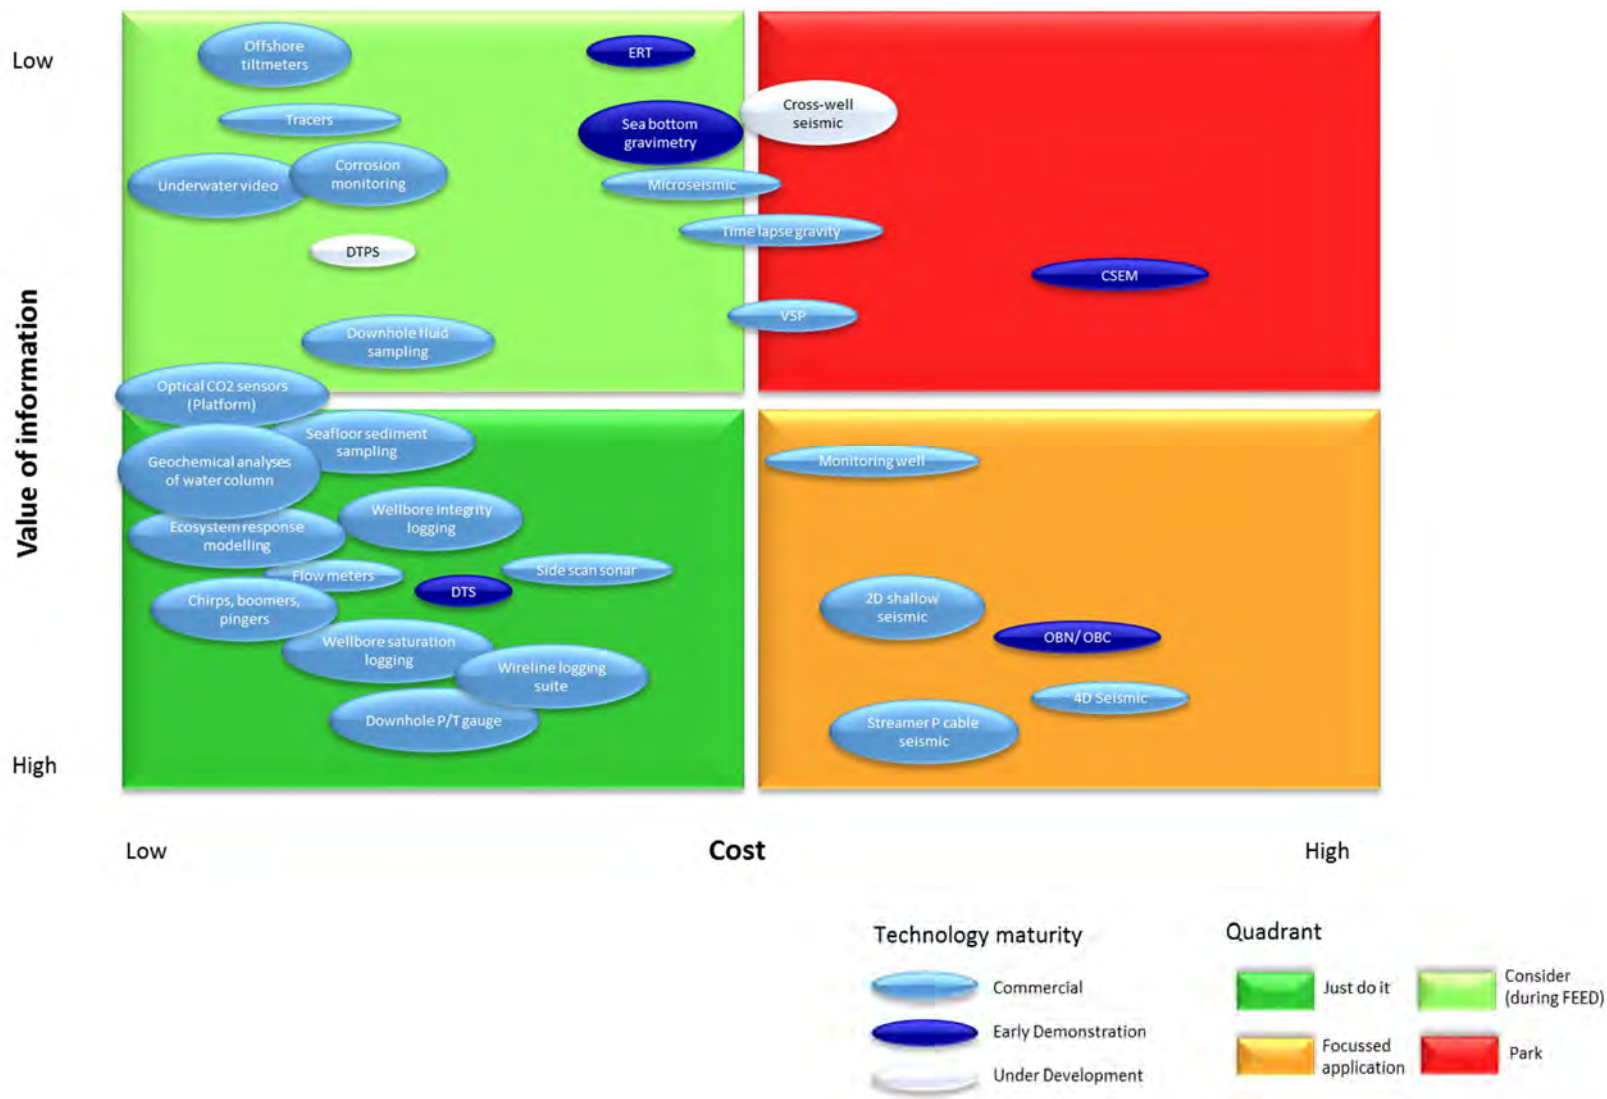 Low
Offshore
tiltmeters
ERT
Tracers
Sea bottom
gravimetry
Cross-well
seismic
Underwater video
Corrosion
monitoring
Microseismic
Time lapse gravity
DTPS
CSEM
VSP
Downhole fluid
sampling
Value of information
Optical CO2 sensors
(Platform)
Seafloor sediment
sampling
Geochemical analyses
of water column
Monitoring well
Wellbore integrity
logging
Ecosystem response
modelling
Flow meters
Side scan sonar
DTS
Chirps, boomers,
pingers
2D shallow
seismic
OBN/ OBC
Wellbore saturation
logging
Wireline logging
suite
4D Seismic
Downhole P/T gauge
Streamer P cable
seismic
High
Low
Cost
High
Technology maturity
Commercial
Early Demonstration
Under Development
Quadrant
Just do it
Consider
(during FEED)
Focussed
application
Park